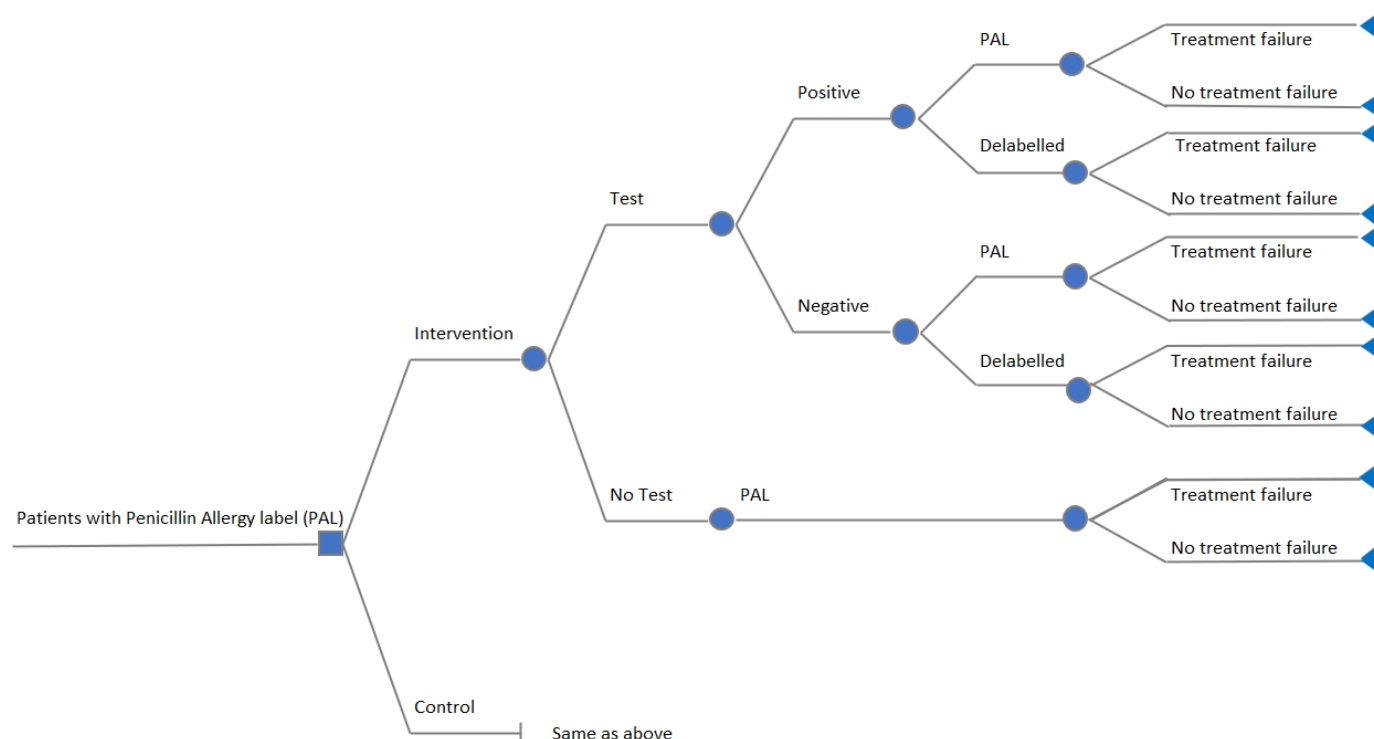 PAL
Treatment failure
No treatment failure
Positive
Delabelled
Treatment failure
No treatment failure
Test
PAL
Treatment failure
No treatment failure
Negative
Delabelled
Treatment failure
No treatment failure
Intervention
No Test
PAL
Treatment failure
No treatment failure
Patients with Penicillin Allergy label (PAL)
Control
Same as above